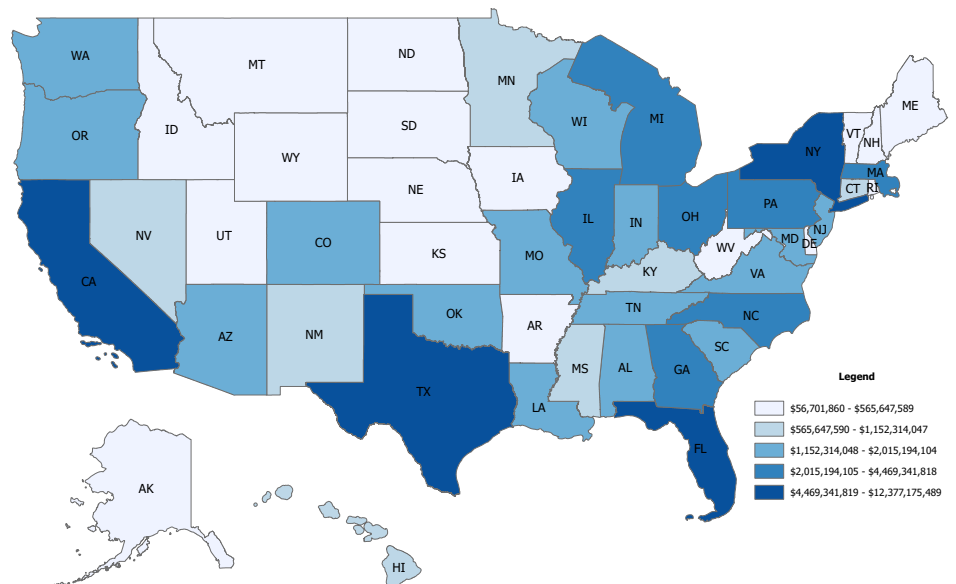 WA
MT
ND
MN
OR
ID
WY
SD
WI
MI
ME
VT
NH
NY
MA
CT
RI
NV
UT
CO
NE
IA
KS
MO
IL
IN
OH
PA
NJ
MD
DE
WV
VA
KY
CA
AZ
NM
OK
AR
TN
NC
SC
TX
LA
MS
AL
GA
FL
AK
HI
Legend
$56,701,860 - $565,647,589
$565,647,590 - $1,152,314,047
$1,152,314,048 - $2,015,194,104
$2,015,194,105 - $4,469,341,818
$4,469,341,819 - $12,377,175,489